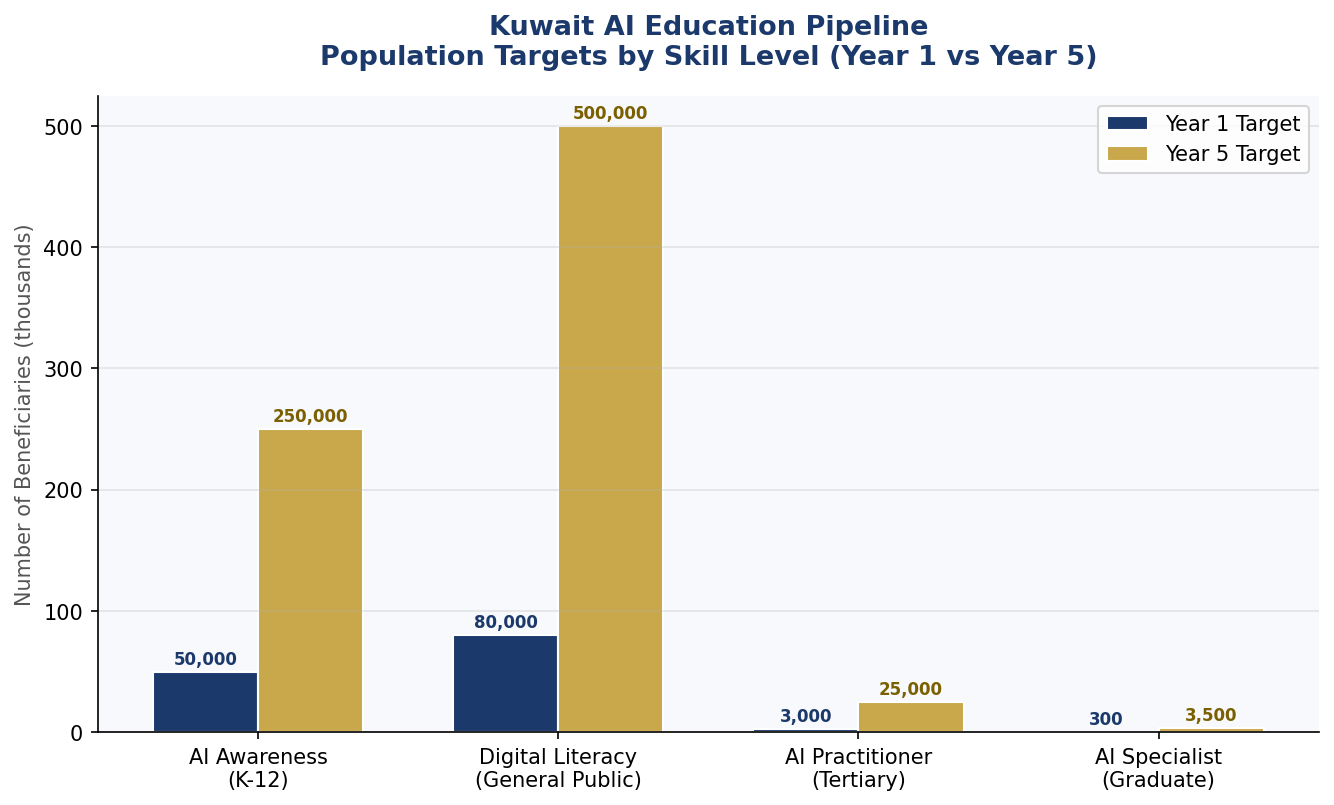 Kuwait AI Education Pipeline
Population Targets by Skill Level (Year 1 vs Year 5)
Year 1 Target
Year 5 Target
Number of Beneficiaries (thousands)
500
400
300
200
100
0
50,000
250,000
80,000
500,000
3,000
25,000
300
3,500
AI Awareness
(K-12)
Digital Literacy
(General Public)
AI Practitioner
(Tertiary)
AI Specialist
(Graduate)